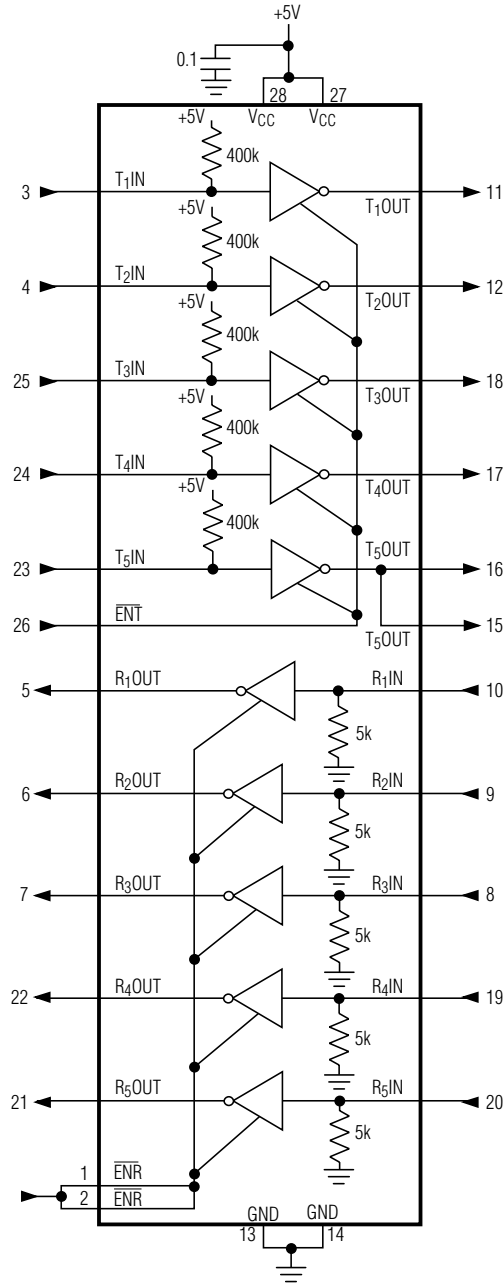 +5V
0.1
28 27
VCC VCC
+5V
400k
3 T1IN T1OUT 11
+5V
400k
4 T2IN T2OUT 12
+5V
400k
25 T3IN T3OUT 18
+5V
400k
24 T4IN T4OUT 17
+5V
400k
23 T5IN T5OUT 16
26 ENT 15
T5OUT
5 R1OUT R1IN 10
5k
6 R2OUT R2IN 9
5k
7 R3OUT R3IN 8
5k
22 R4OUT R4IN 19
5k
21 R5OUT R5IN 20
5k
1 ENR
2 ENR
GND GND
13 14